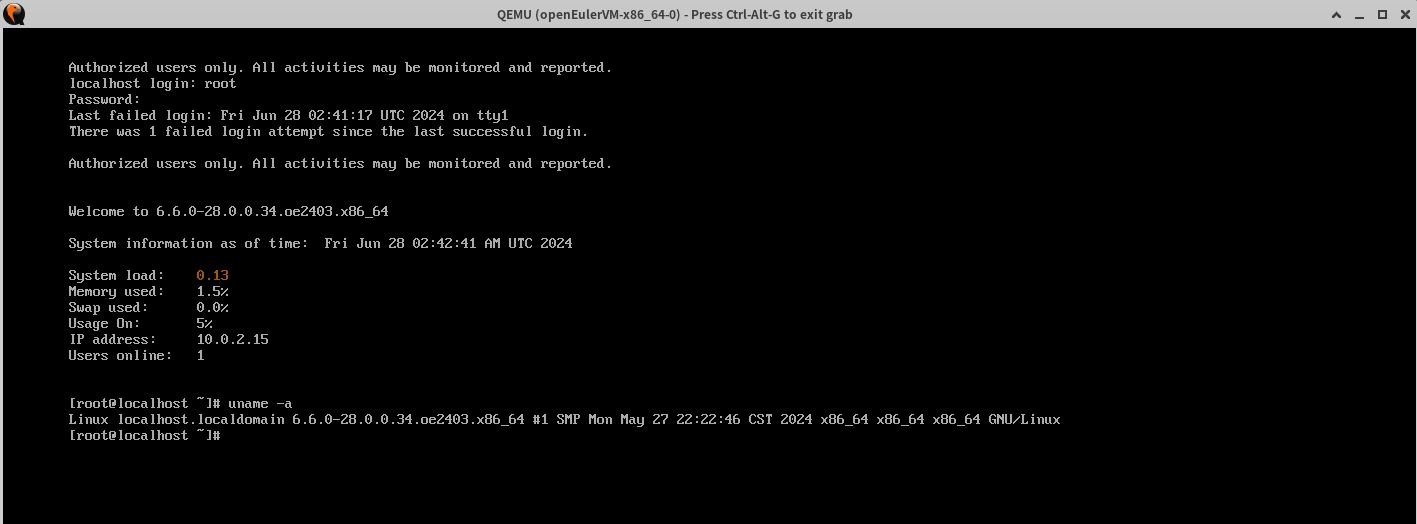 QEMU (openEulerVM-x86_64-0) - Press Ctrl-Alt-G to exit grab
Authorized users only. All activities may be monitored and reported.
localhost login: root
Password:
Last failed login: Fri Jun 28 02:41:17 UTC 2024 on tty1
There was 1 failed login attempt since the last successful login.
Authorized users only. All activities may be monitored and reported.
Welcome to 6.6.0-28.0.0.34.oe2403.x86_64
System information as of time:  Fri Jun 28 02:42:41 AM UTC 2024
System load:    0.13
Memory used:    1.5%
Swap used:      0.0%
Usage On:       5%
IP address:     10.0.2.15
Users online:   1
[root@localhost ~]# uname -a
Linux localhost.localdomain 6.6.0-28.0.0.34.oe2403.x86_64 #1 SMP Mon May 27 22:22:46 CST 2024 x86_64 x86_64 x86_64 GNU/Linux
[root@localhost ~]#